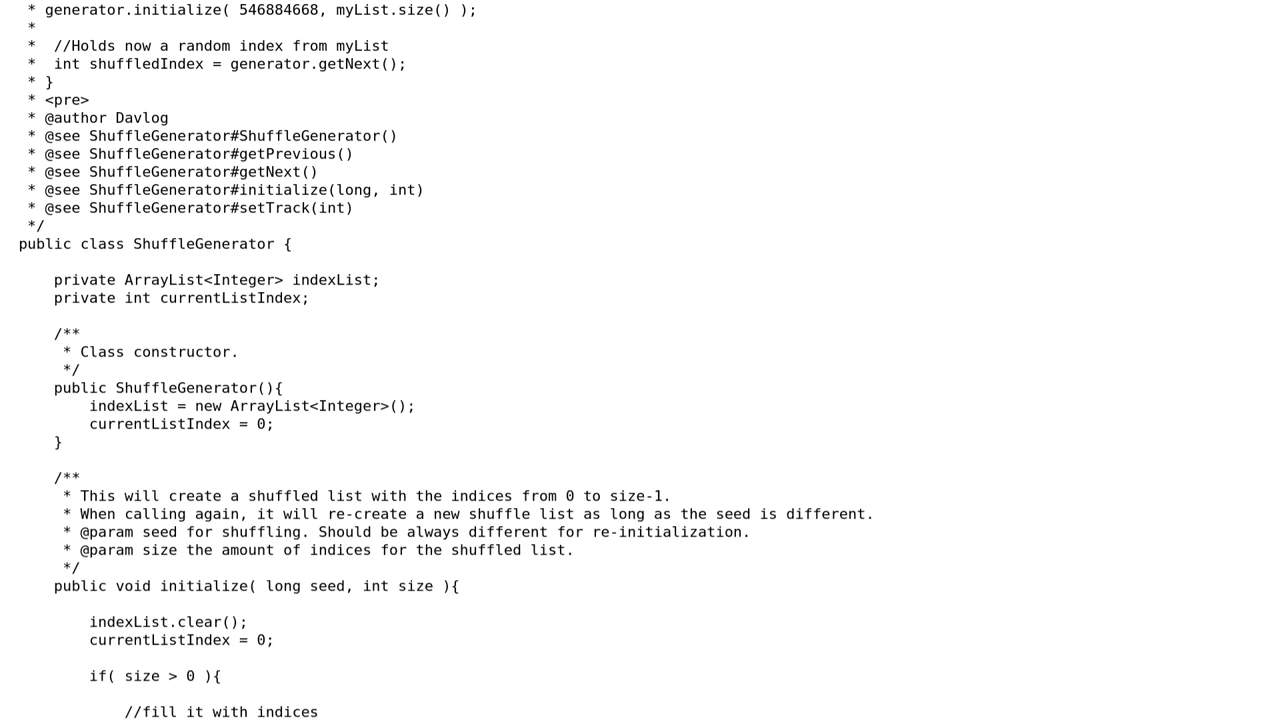 * generator.initialize( 546884668, myList.size() );
 *
 *  //Holds now a random index from myList
 *  int shuffledIndex = generator.getNext();
 * }
 * <pre>
 * @author Davlog
 * @see ShuffleGenerator#ShuffleGenerator()
 * @see ShuffleGenerator#getPrevious()
 * @see ShuffleGenerator#getNext()
 * @see ShuffleGenerator#initialize(long, int)
 * @see ShuffleGenerator#setTrack(int)
 */
public class ShuffleGenerator {

    private ArrayList<Integer> indexList;
    private int currentListIndex;

    /**
     * Class constructor.
     */
    public ShuffleGenerator(){
        indexList = new ArrayList<Integer>();
        currentListIndex = 0;
    }

    /**
     * This will create a shuffled list with the indices from 0 to size-1.
     * When calling again, it will re-create a new shuffle list as long as the seed is different.
     * @param seed for shuffling. Should be always different for re-initialization.
     * @param size the amount of indices for the shuffled list.
     */
    public void initialize( long seed, int size ){

        indexList.clear();
        currentListIndex = 0;

        if( size > 0 ){

            //fill it with indices